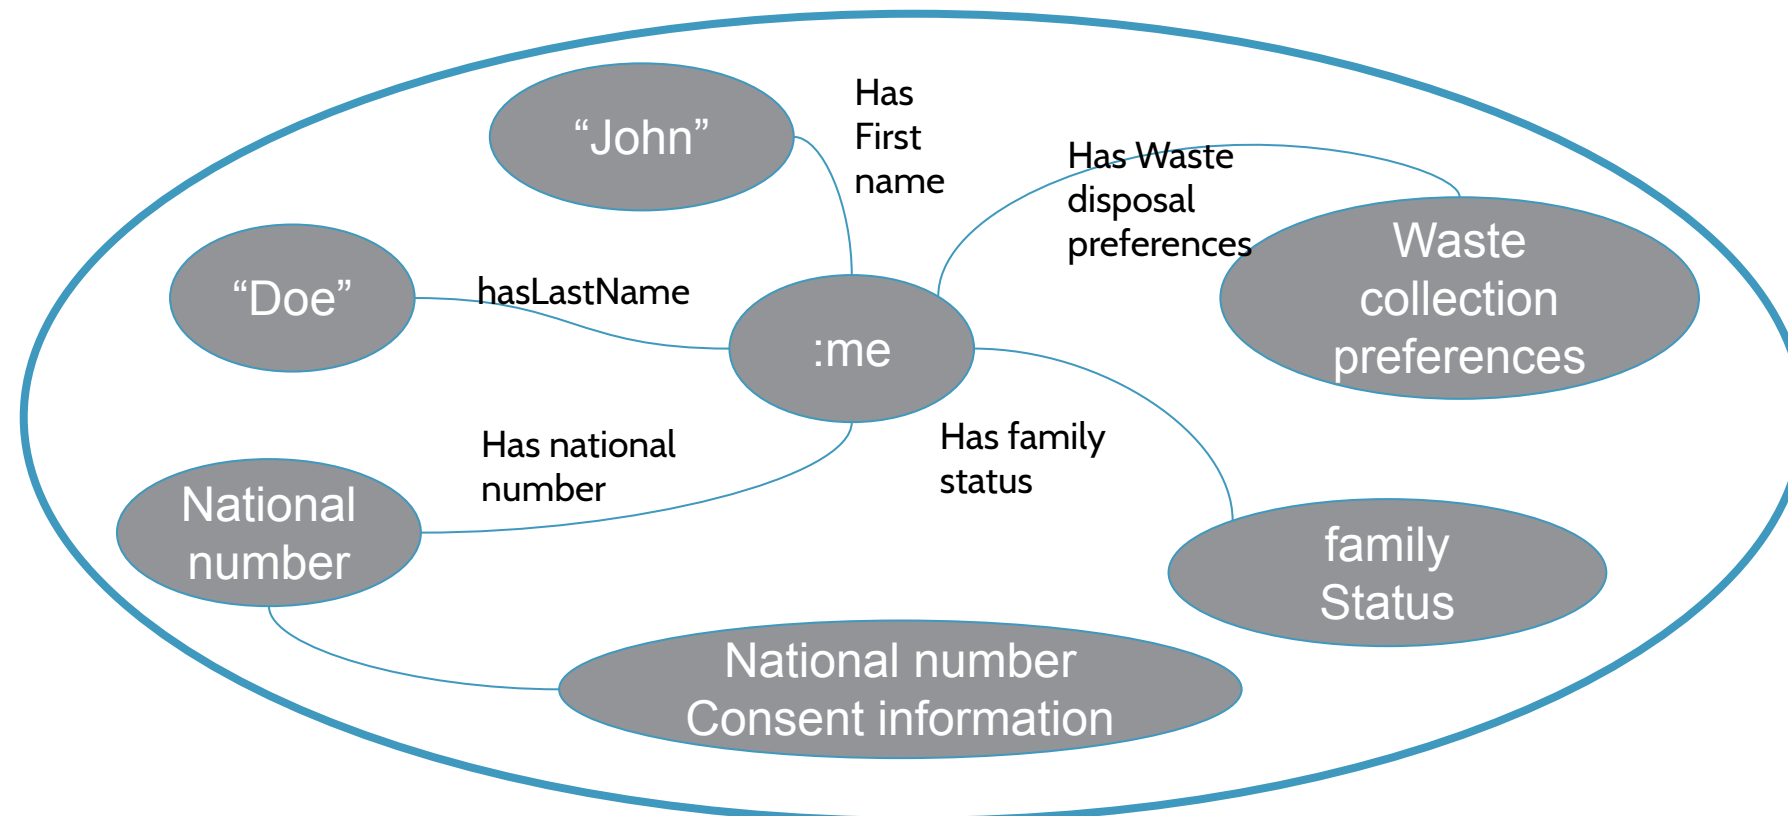 “John”
Has
First
name
Has Waste
disposal
preferences
Waste
collection
preferences
“Doe”
hasLastName
:me
Has national
number
Has family
status
National
number
family
Status
National number
Consent information